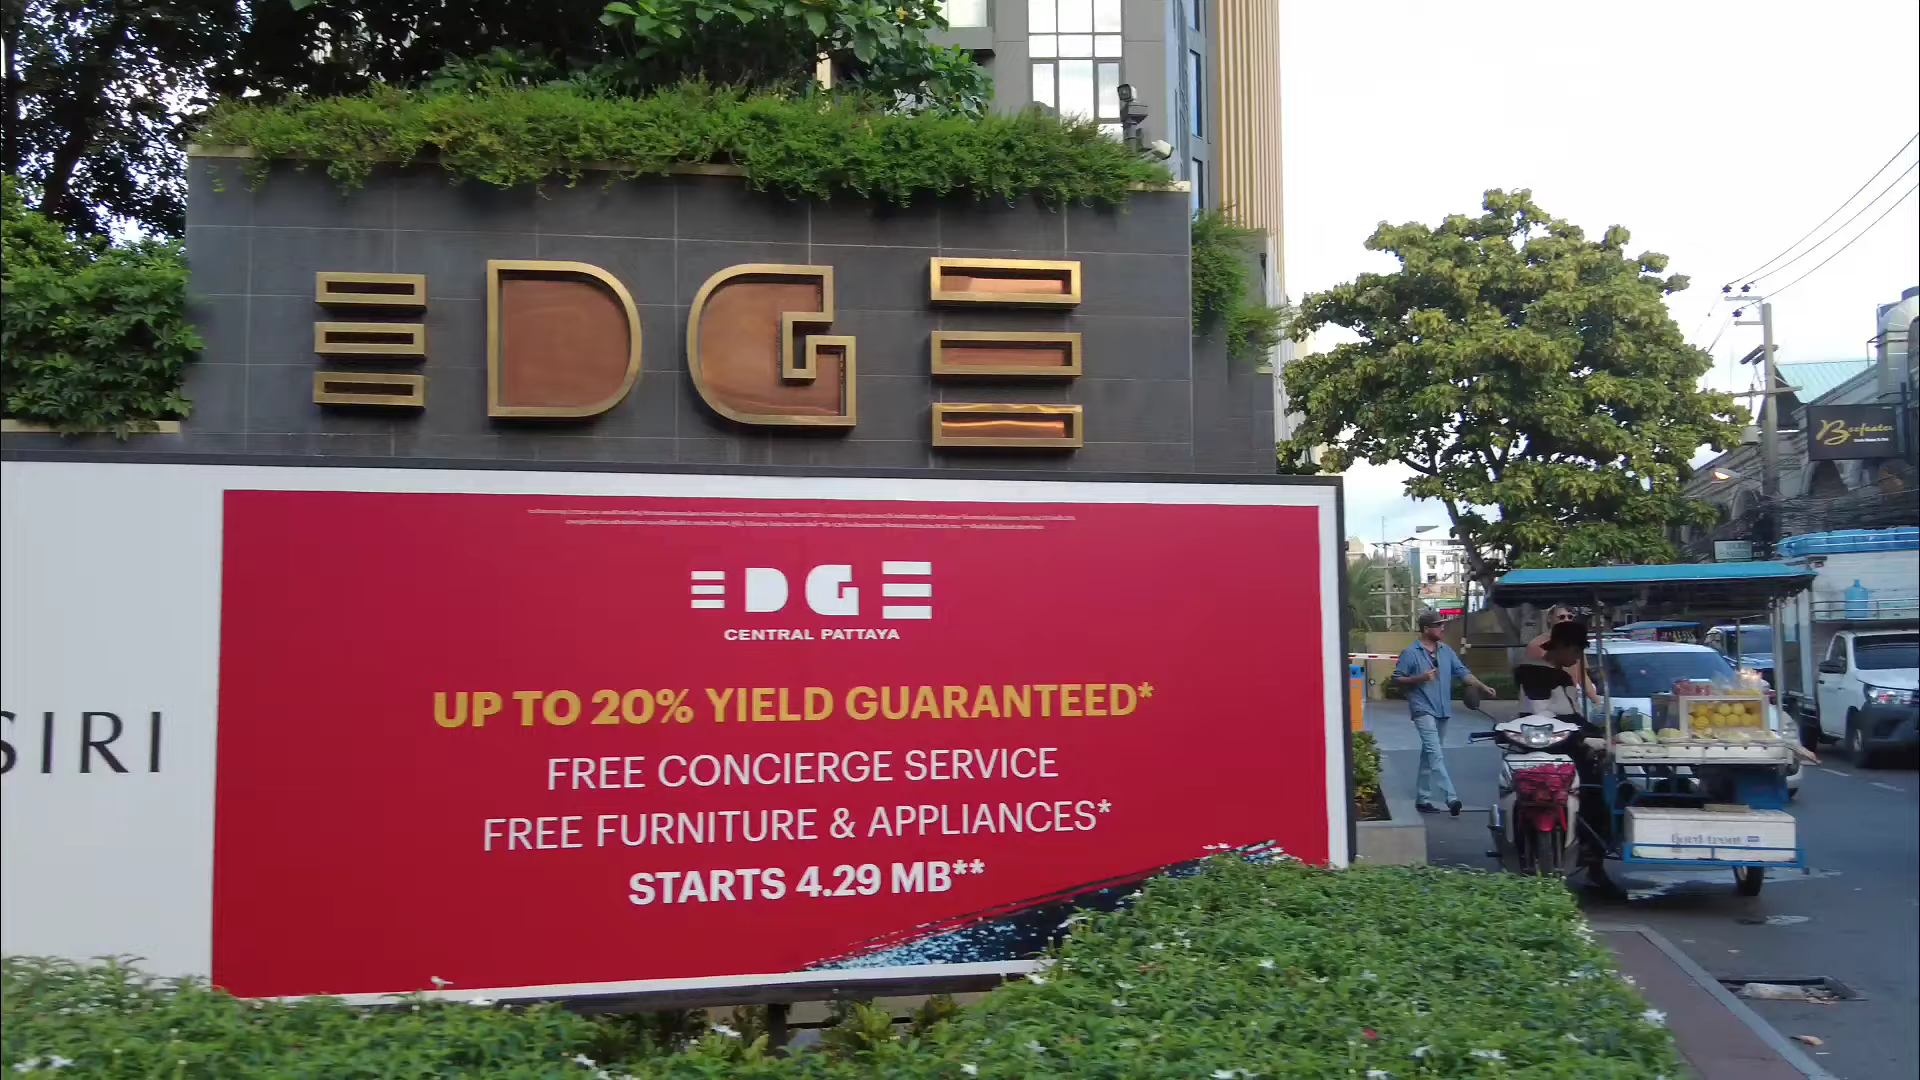 EDGE
EDGE
CENTRAL PATTAYA
UP TO 20% YIELD GUARANTEED*
FREE CONCIERGE SERVICE
FREE FURNITURE & APPLIANCES*
STARTS 4.29 MB**
SIRI
Beefeater